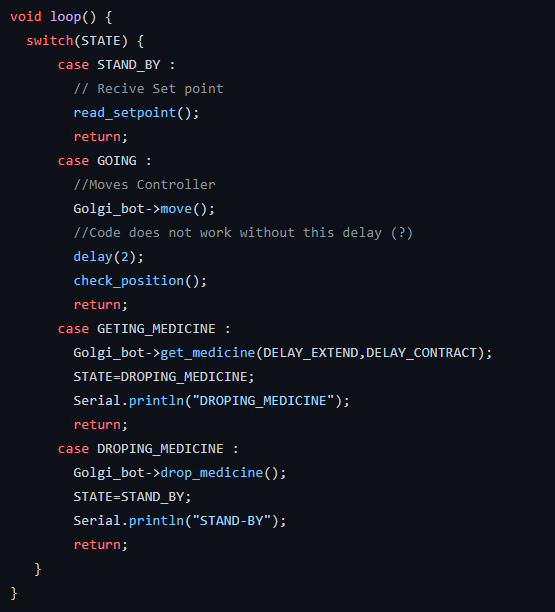 void loop() {
  switch(STATE) {
      case STAND_BY :
        // Recive Set point
        read_setpoint();
        return;
      case GOING :
        //Moves Controller
        Golgi_bot->move();
        //Code does not work without this delay (?)
        delay(2);
        check_position();
        return;
      case GETING_MEDICINE :
        Golgi_bot->get_medicine(DELAY_EXTEND,DELAY_CONTRACT);
        STATE=DROPING_MEDICINE;
        Serial.println("DROPING_MEDICINE");
        return;
      case DROPING_MEDICINE :
        Golgi_bot->drop_medicine();
        STATE=STAND_BY;
        Serial.println("STAND-BY");
        return;
   }
}